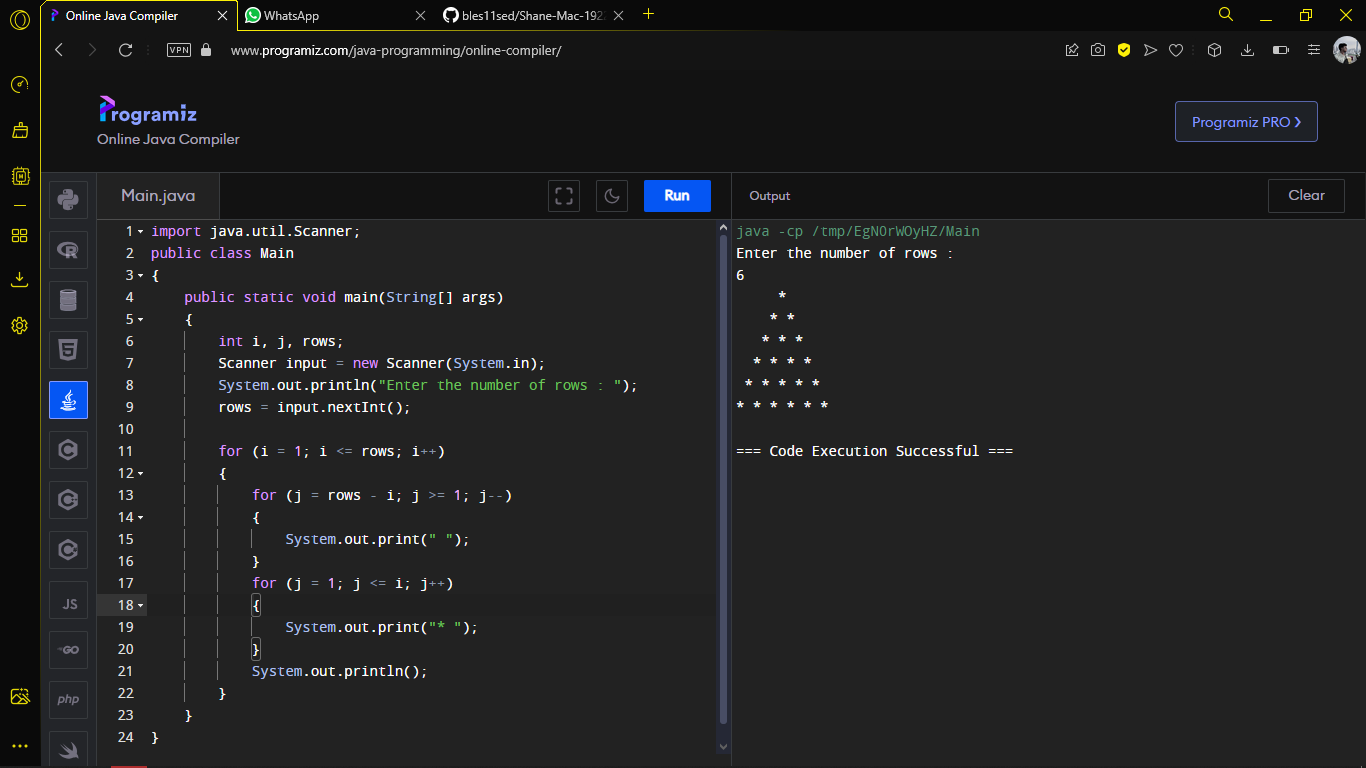 Online Java Compiler
WhatsApp
bles11sed/Shane-Mac-192
VPN
www.programiz.com/java-programming/online-compiler/
Programiz
Online Java Compiler
Programiz PRO ❯
Main.java
Run
Output
Clear
1 import java.util.Scanner;
2 public class Main
3 {
4     public static void main(String[] args)
5     {
6         int i, j, rows;
7         Scanner input = new Scanner(System.in);
8         System.out.println("Enter the number of rows : ");
9         rows = input.nextInt();
10
11         for (i = 1; i <= rows; i++)
12         {
13             for (j = rows - i; j >= 1; j--)
14             {
15                 System.out.print(" ");
16             }
17             for (j = 1; j <= i; j++)
18             {
19                 System.out.print("* ");
20             }
21             System.out.println();
22         }
23     }
24 }
java -cp /tmp/EgN0rWOyHZ/Main
Enter the number of rows :
6
     *
    * *
   * * *
  * * * *
 * * * * *
* * * * * *
=== Code Execution Successful ===
JS
GO
php